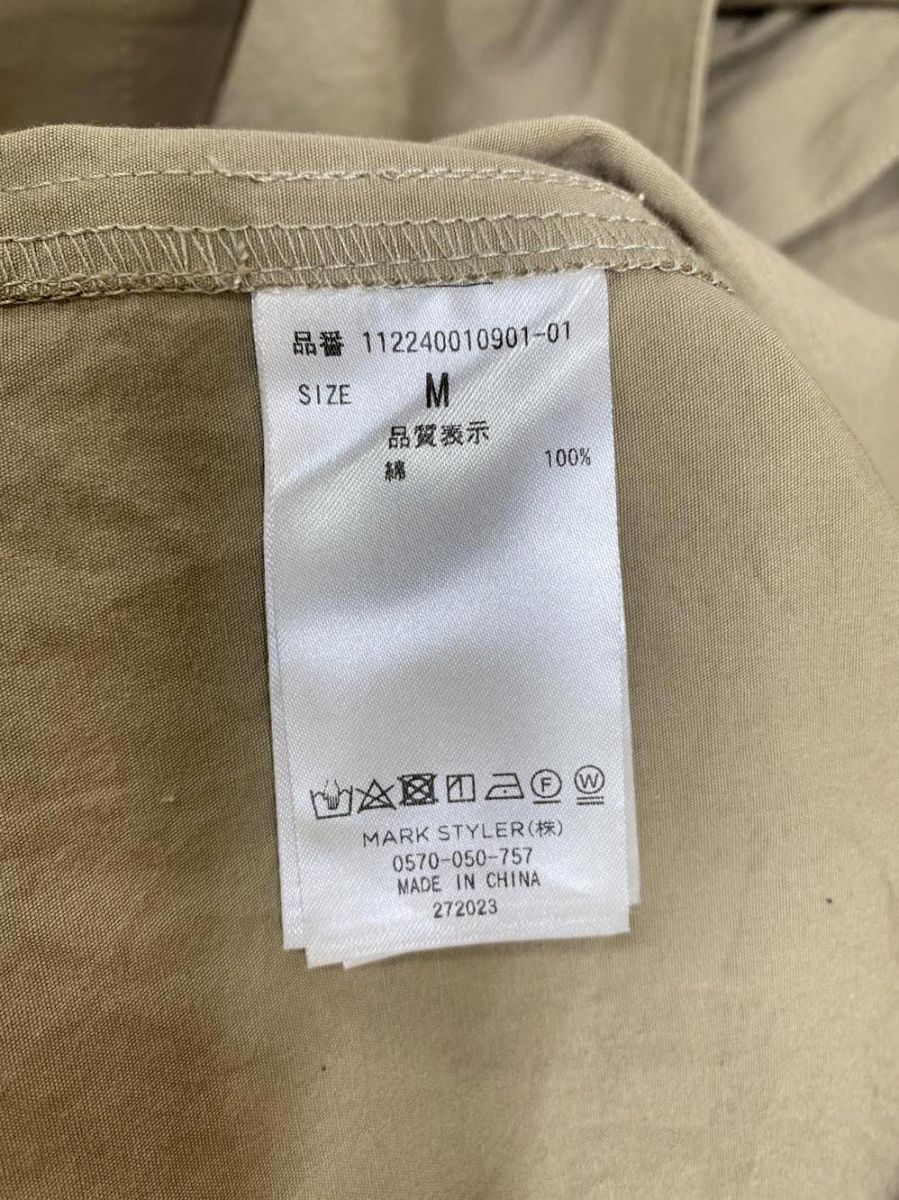 品番 112240010901-01
SIZE M
品質表示
綿 100%
F W
MARK STYLER(株)
0570-050-757
MADE IN CHINA
272023